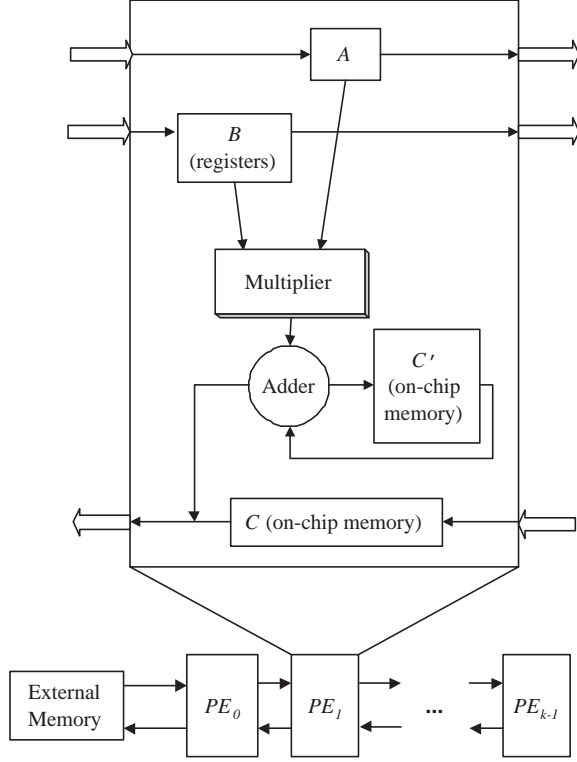 A
B
(registers)
Multiplier
Adder
C'
(on-chip
memory)
C (on-chip memory)
External
Memory
PE0
PE1
...
PEk-1